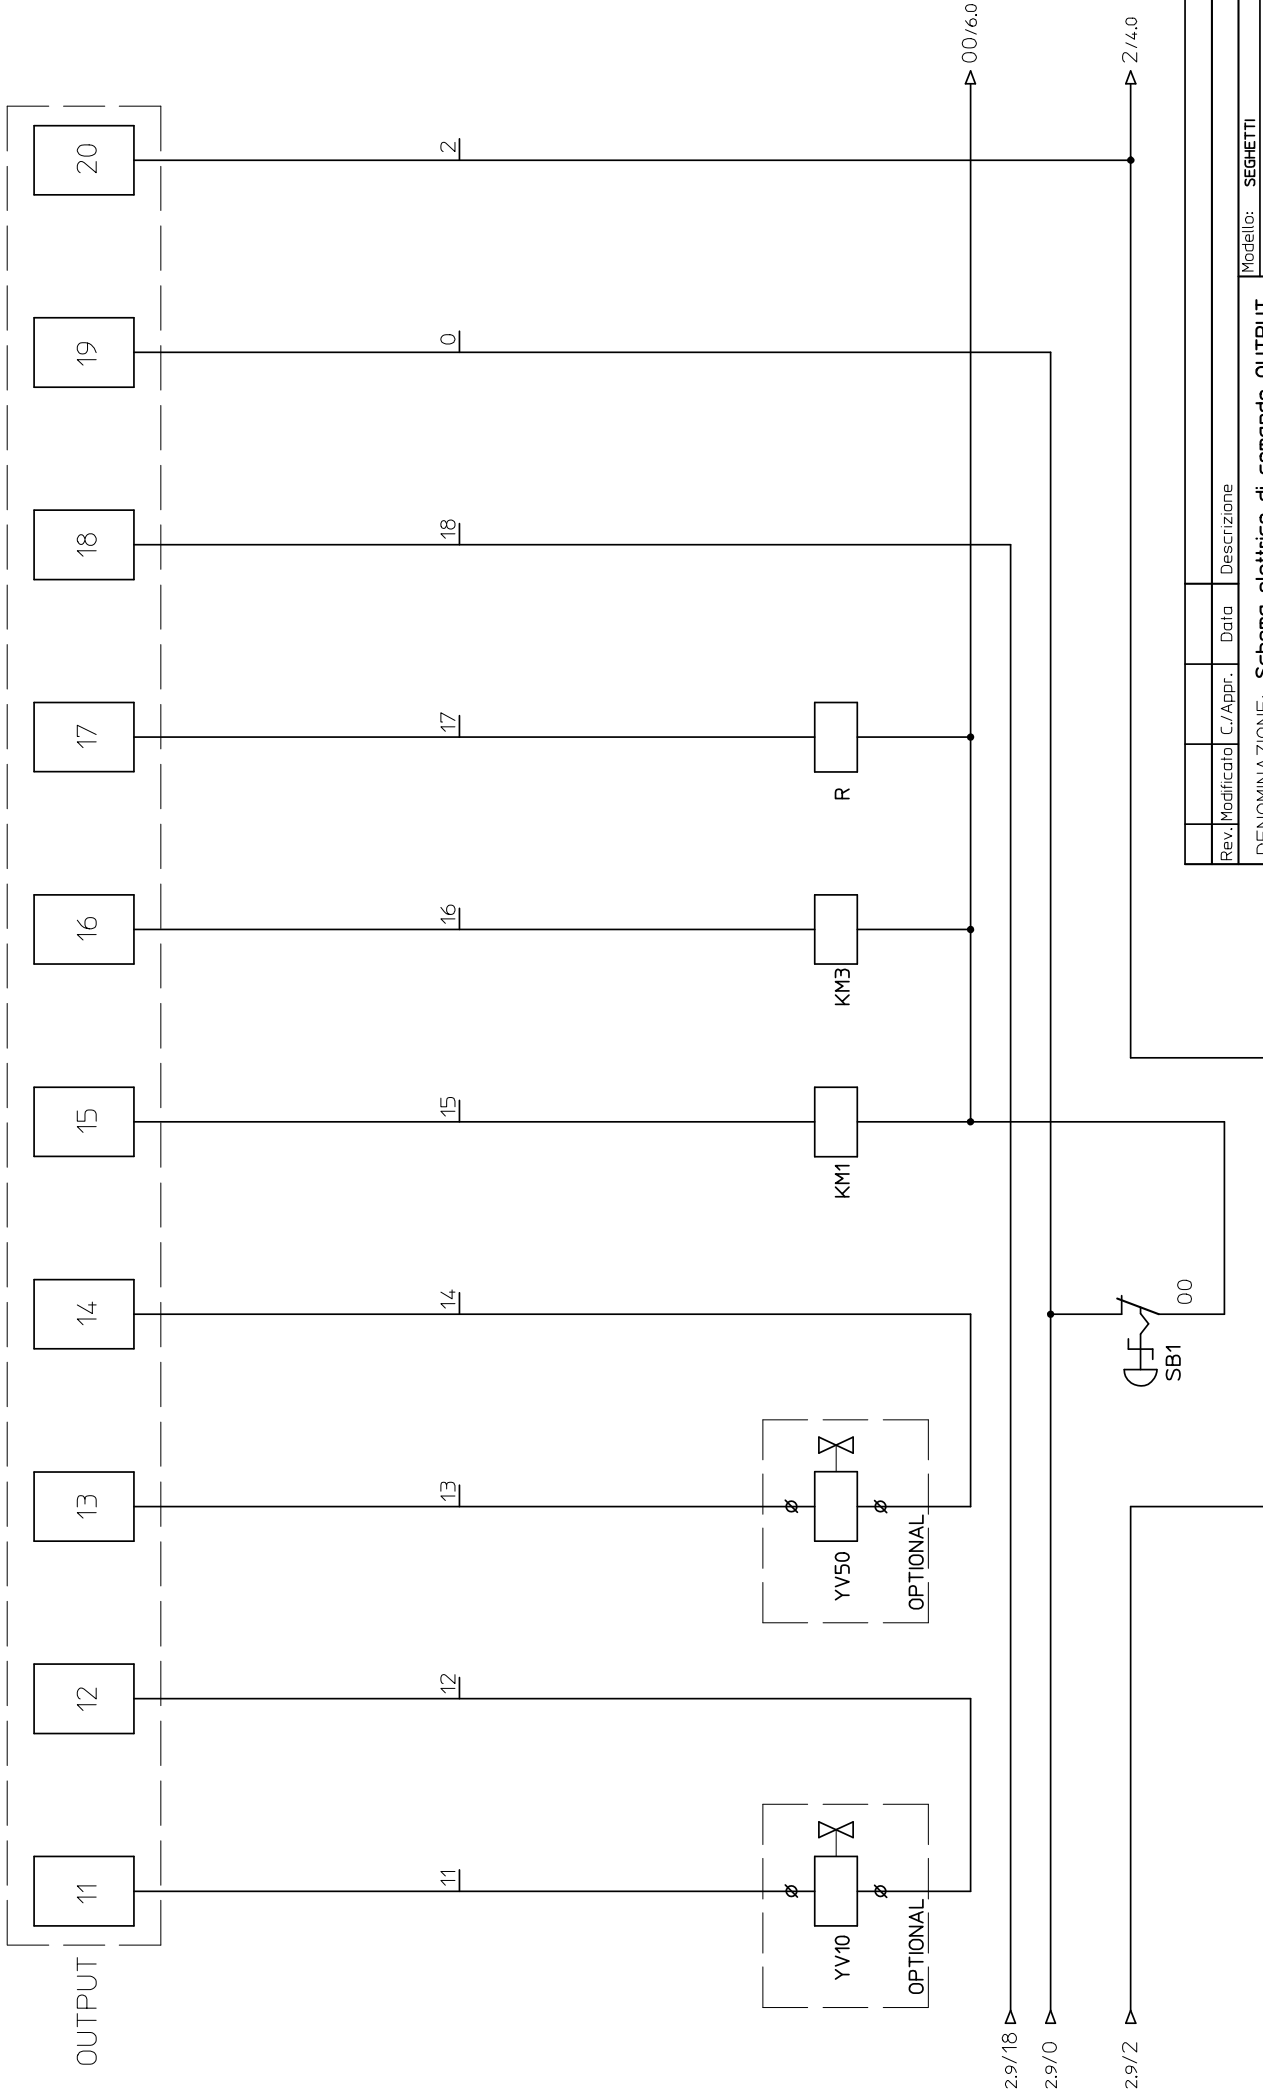 OUTPUT
11
12
13
14
15
16
17
18
19
20
11
12
13
14
15
16
17
18
0
2
YV10
YV50
KM1
KM3
R
OPTIONAL
OPTIONAL
00/6.0
2.9/18
2.9/0
2.9/2
2/4.0
SB1
00
Rev. Modificato C./Appr. Data Descrizione
Modello: SEGHETTI
DENOMINAZIONE: Schema elettrico di comando OUTPUT